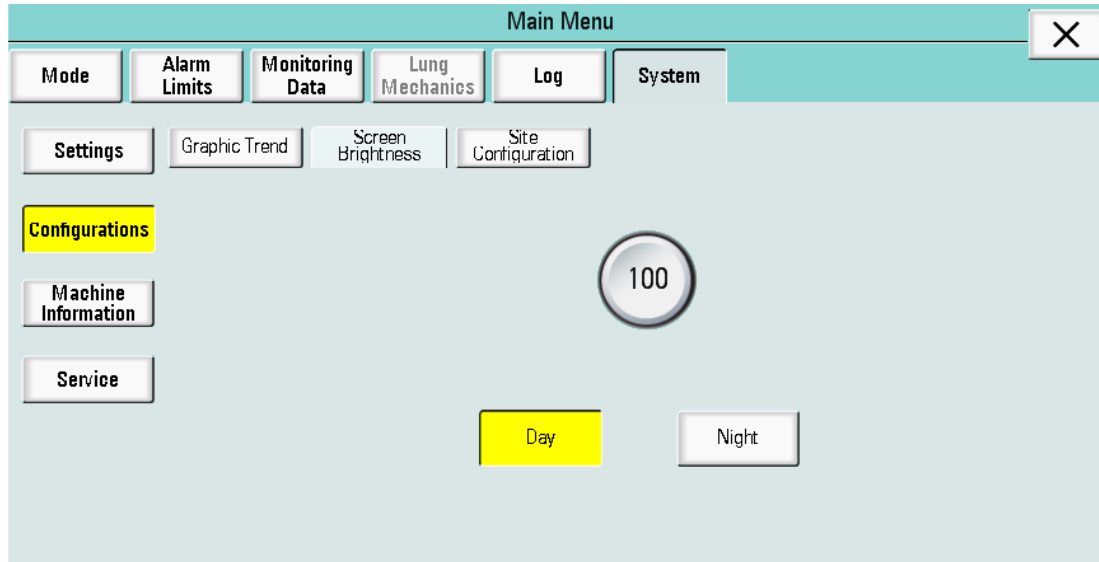 Main Menu
Mode
Alarm
Limits
Monitoring
Data
Lung
Mechanics
Log
System
Settings
Graphic Trend
Screen
Brightness
Site
Configuration
Configurations
100
Machine
Information
Service
Day
Night